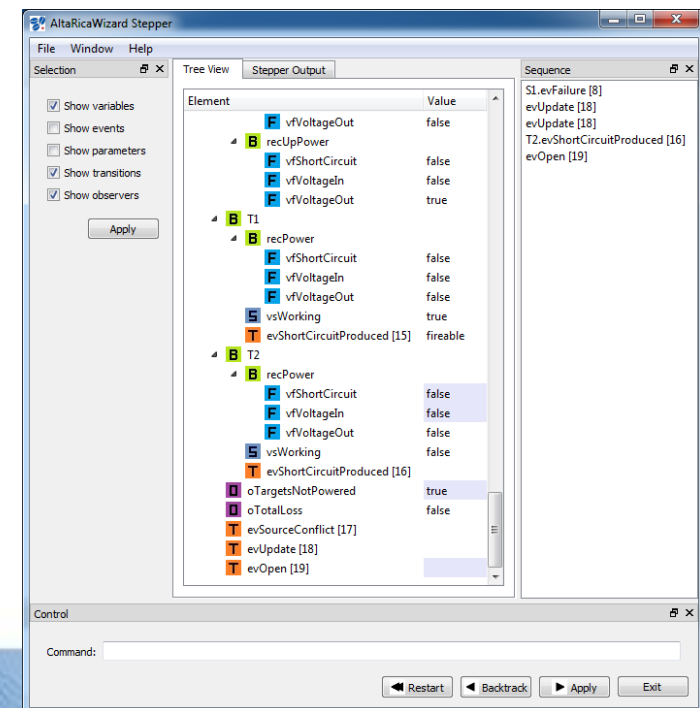 AltaRicaWizard Stepper
File Window Help
Selection
Show variables
Show events
Show parameters
Show transitions
Show observers
Apply
Tree View Stepper Output
Element Value
F vfVoltageOut false
B recUpPower
F vfShortCircuit false
F vfVoltageIn false
F vfVoltageOut true
B T1
B recPower
F vfShortCircuit false
F vfVoltageIn false
F vfVoltageOut false
S vsWorking true
T evShortCircuitProduced [15] fireable
B T2
B recPower
F vfShortCircuit false
F vfVoltageIn false
F vfVoltageOut false
S vsWorking false
T evShortCircuitProduced [16]
O oTargetsNotPowered true
O oTotalLoss false
T evSourceConflict [17]
T evUpdate [18]
T evOpen [19]
Sequence
S1.evFailure [8]
evUpdate [18]
evUpdate [18]
T2.evShortCircuitProduced [16]
evOpen [19]
Control
Command:
Restart Backtrack Apply Exit